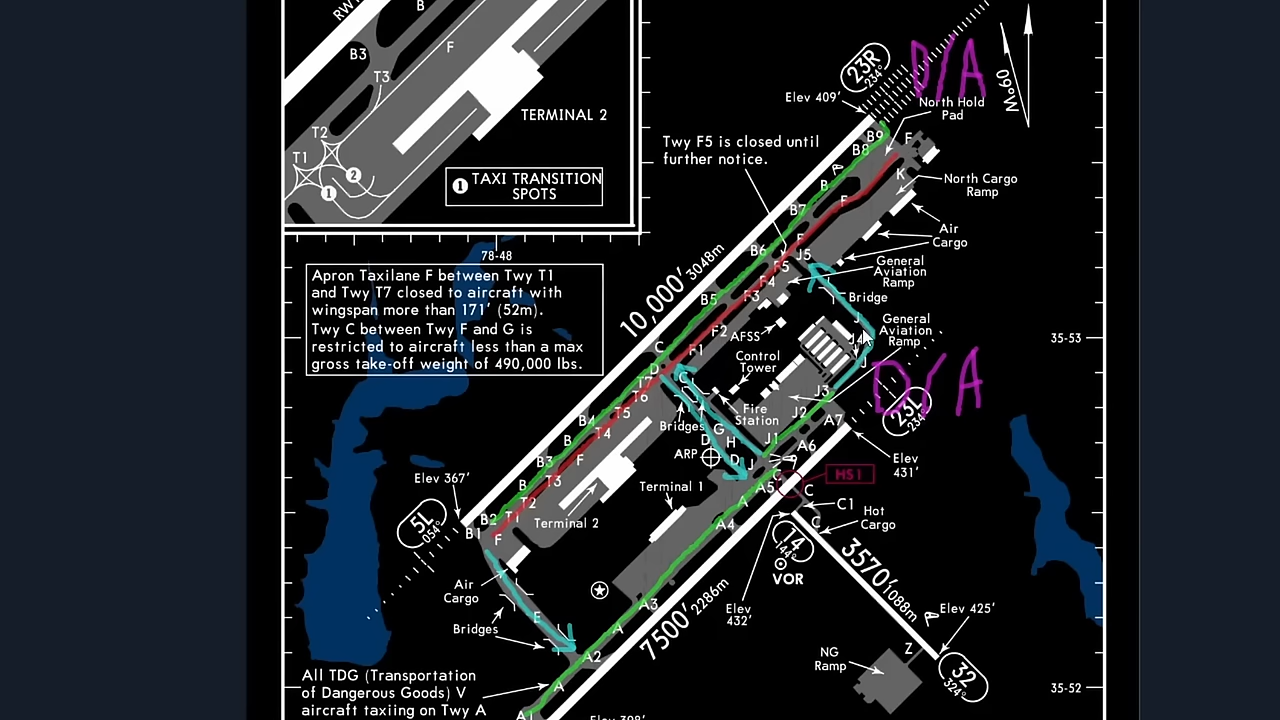 RWY
B
F
B3
T3
TERMINAL 2
T2
T1
2
1
1 TAXI TRANSITION
SPOTS
78-48
Apron Taxilane F between Twy T1
and Twy T7 closed to aircraft with
wingspan more than 171' (52m).
Twy C between Twy F and G is
restricted to aircraft less than a max
gross take-off weight of 490,000 lbs.
D/A
23R
234°
Elev 409'
North Hold
Pad
09°W
Twy F5 is closed until
further notice.
B9
B8
F
K
North Cargo
Ramp
B
F
B7
Air
Cargo
F
B6
J5
F5
General
Aviation
Ramp
F4
10,000' 3048m
B5
F3
Bridge
J
F2
AFSS
General
Aviation
Ramp
J4
35-53
C
F1
Control
Tower
J
D
C
T7
D/A
T6
J3
23L
234°
B4
T5
Bridges
Fire
Station
J2
A7
B
T4
G
D
H
J1
A6
ARP
D
J
Elev
431'
B3
F
Elev 367'
T3
C
HS1
B
Terminal 1
A5
C
5L
054°
T2
A
C1
B2
T1
Terminal 2
A4
C
Hot
Cargo
B1
F
14
144°
3570' 1088m
VOR
Air
Cargo
7500' 2286m
Elev
432'
A3
Elev 425'
E
Bridges
A
Z
NG
Ramp
A2
32
324°
All TDG (Transportation
of Dangerous Goods) V
aircraft taxiing on Twy A
A
35-52
A1
Elev 398'